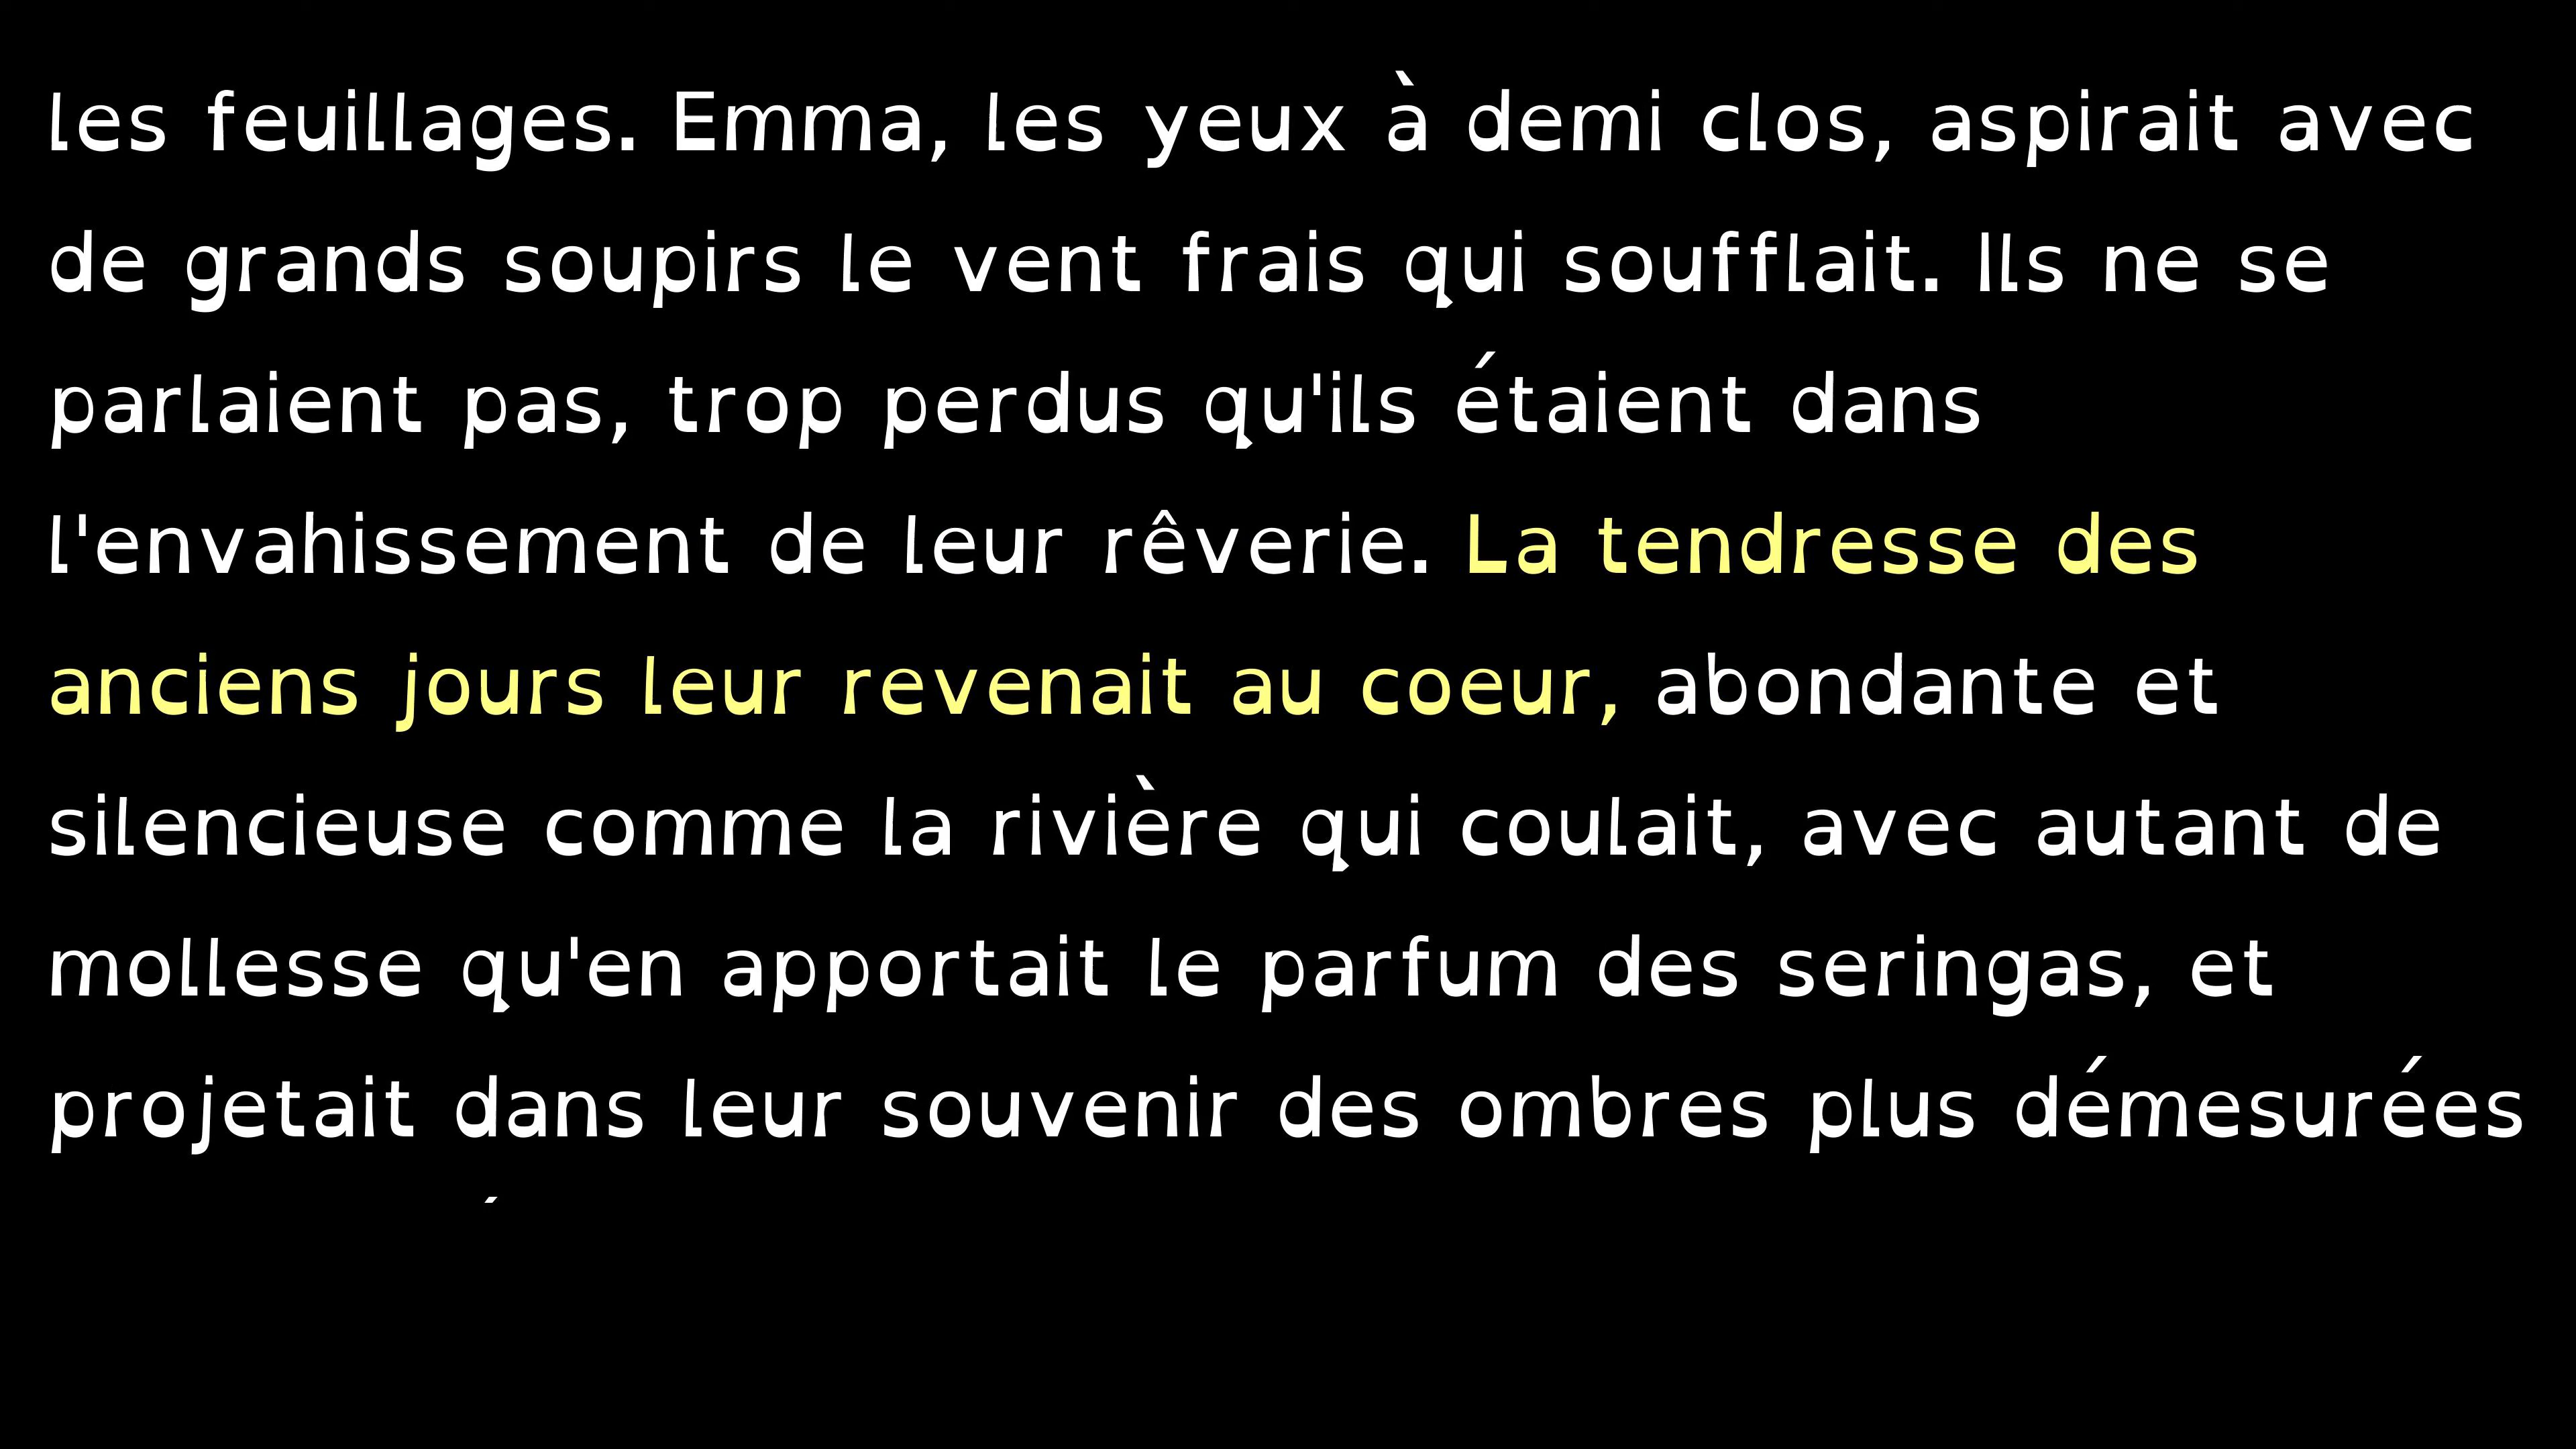 les feuillages. Emma, les yeux à demi clos, aspirait avec
de grands soupirs le vent frais qui soufflait. Ils ne se
parlaient pas, trop perdus qu'ils étaient dans
l'envahissement de leur rêverie. La tendresse des
anciens jours leur revenait au coeur, abondante et
silencieuse comme la rivière qui coulait, avec autant de
mollesse qu'en apportait le parfum des seringas, et
projetait dans leur souvenir des ombres plus démesurées